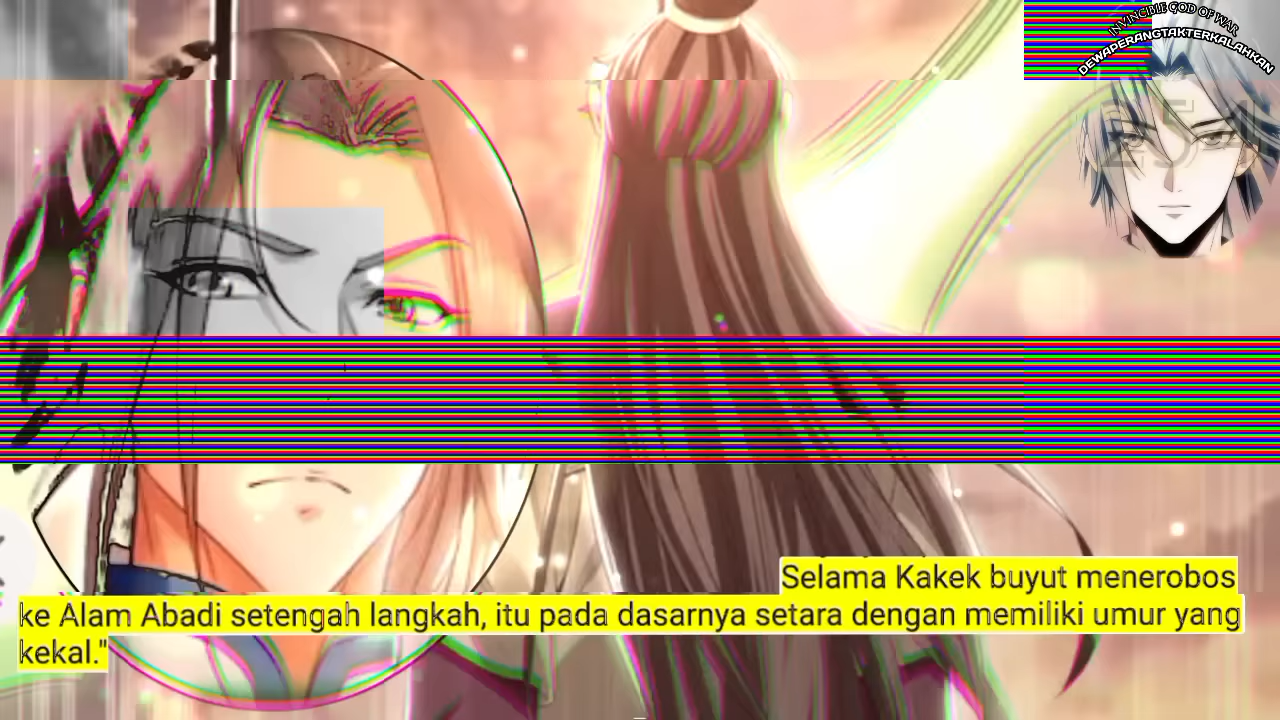 INVINCIBLE GOD OF WAR
DEWAPERANGTAKTERKALAHKAN
254
Selama Kakek buyut menerobos
ke Alam Abadi setengah langkah, itu pada dasarnya setara dengan memiliki umur yang
kekal."